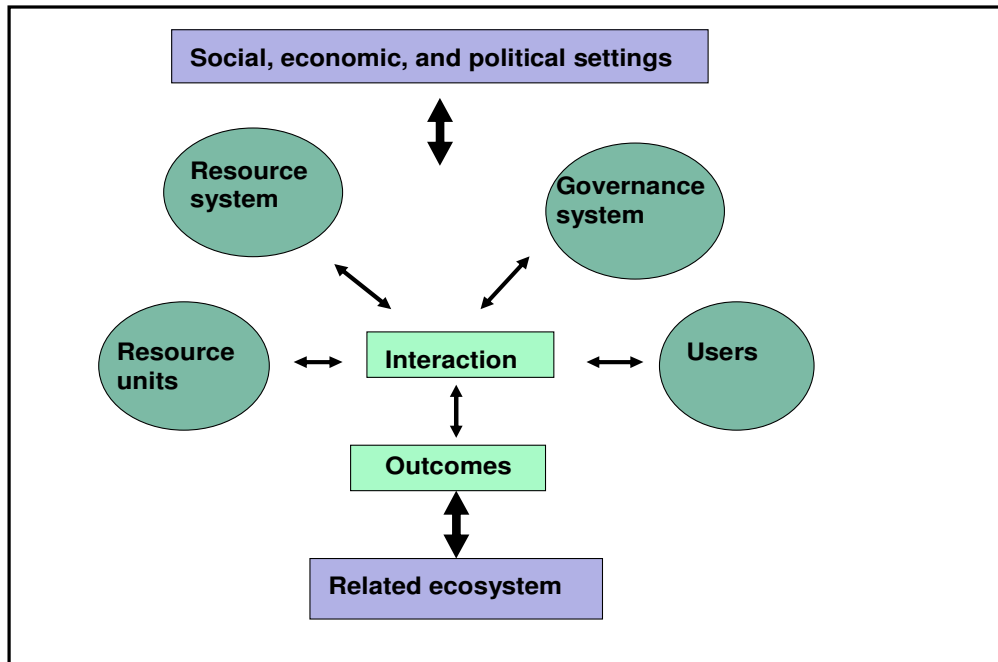 Social, economic, and political settings
Resource
system
Governance
system
Resource
units
Interaction
Users
Outcomes
Related ecosystem